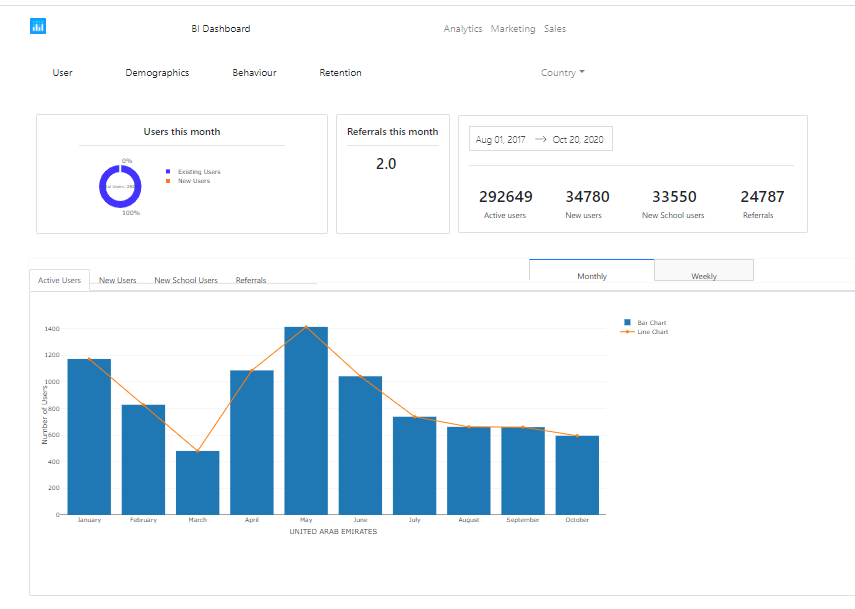 BI Dashboard
Analytics Marketing Sales
User Demographics Behaviour Retention
Country
Users this month
0%
100%
Existing Users
New Users
Referrals this month
2.0
Aug 01, 2017 → Oct 20, 2020
292649 34780 33550 24787
Active users New users New School users Referrals
Active Users New Users New School Users Referrals
Monthly Weekly
Number of Users
1400
1200
1000
800
600
400
200
0
January February March April May June July August September October
UNITED ARAB EMIRATES
Bar Chart
Line Chart